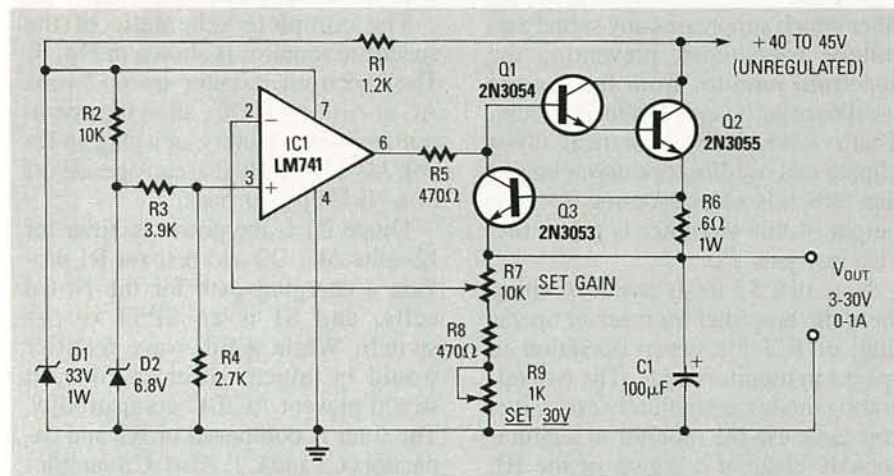 +40 TO 45V
(UNREGULATED)
R1
1.2K
Q1
2N3054
Q2
2N3055
R2
10K
7
2
−
IC1
LM741
6
3
+
4
R5
470Ω
R3
3.9K
Q3
2N3053
R6
.6Ω
1W
R7
10K
SET GAIN
VOUT
3-30V
0-1A
R8
470Ω
D1
33V
1W
D2
6.8V
R4
2.7K
R9
1K
SET 30V
C1
100μF
+